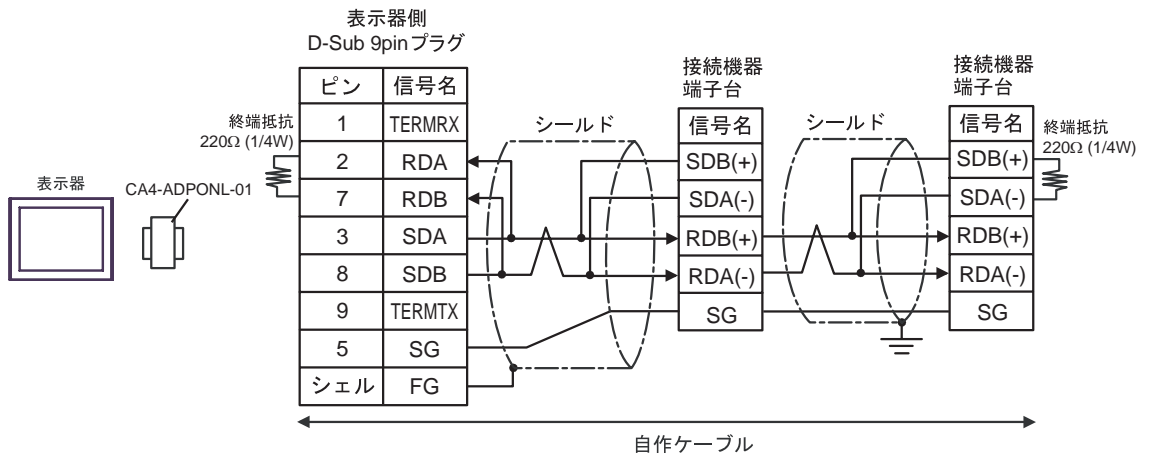 表示器側
D-Sub 9pinプラグ
ピン 信号名
1 TERMRX
2 RDA
7 RDB
3 SDA
8 SDB
9 TERMTX
5 SG
シェル FG
終端抵抗
220Ω (1/4W)
表示器
CA4-ADPONL-01
シールド
接続機器
端子台
信号名
SDB(+)
SDA(-)
RDB(+)
RDA(-)
SG
シールド
接続機器
端子台
信号名
SDB(+)
SDA(-)
RDB(+)
RDA(-)
SG
終端抵抗
220Ω (1/4W)
自作ケーブル